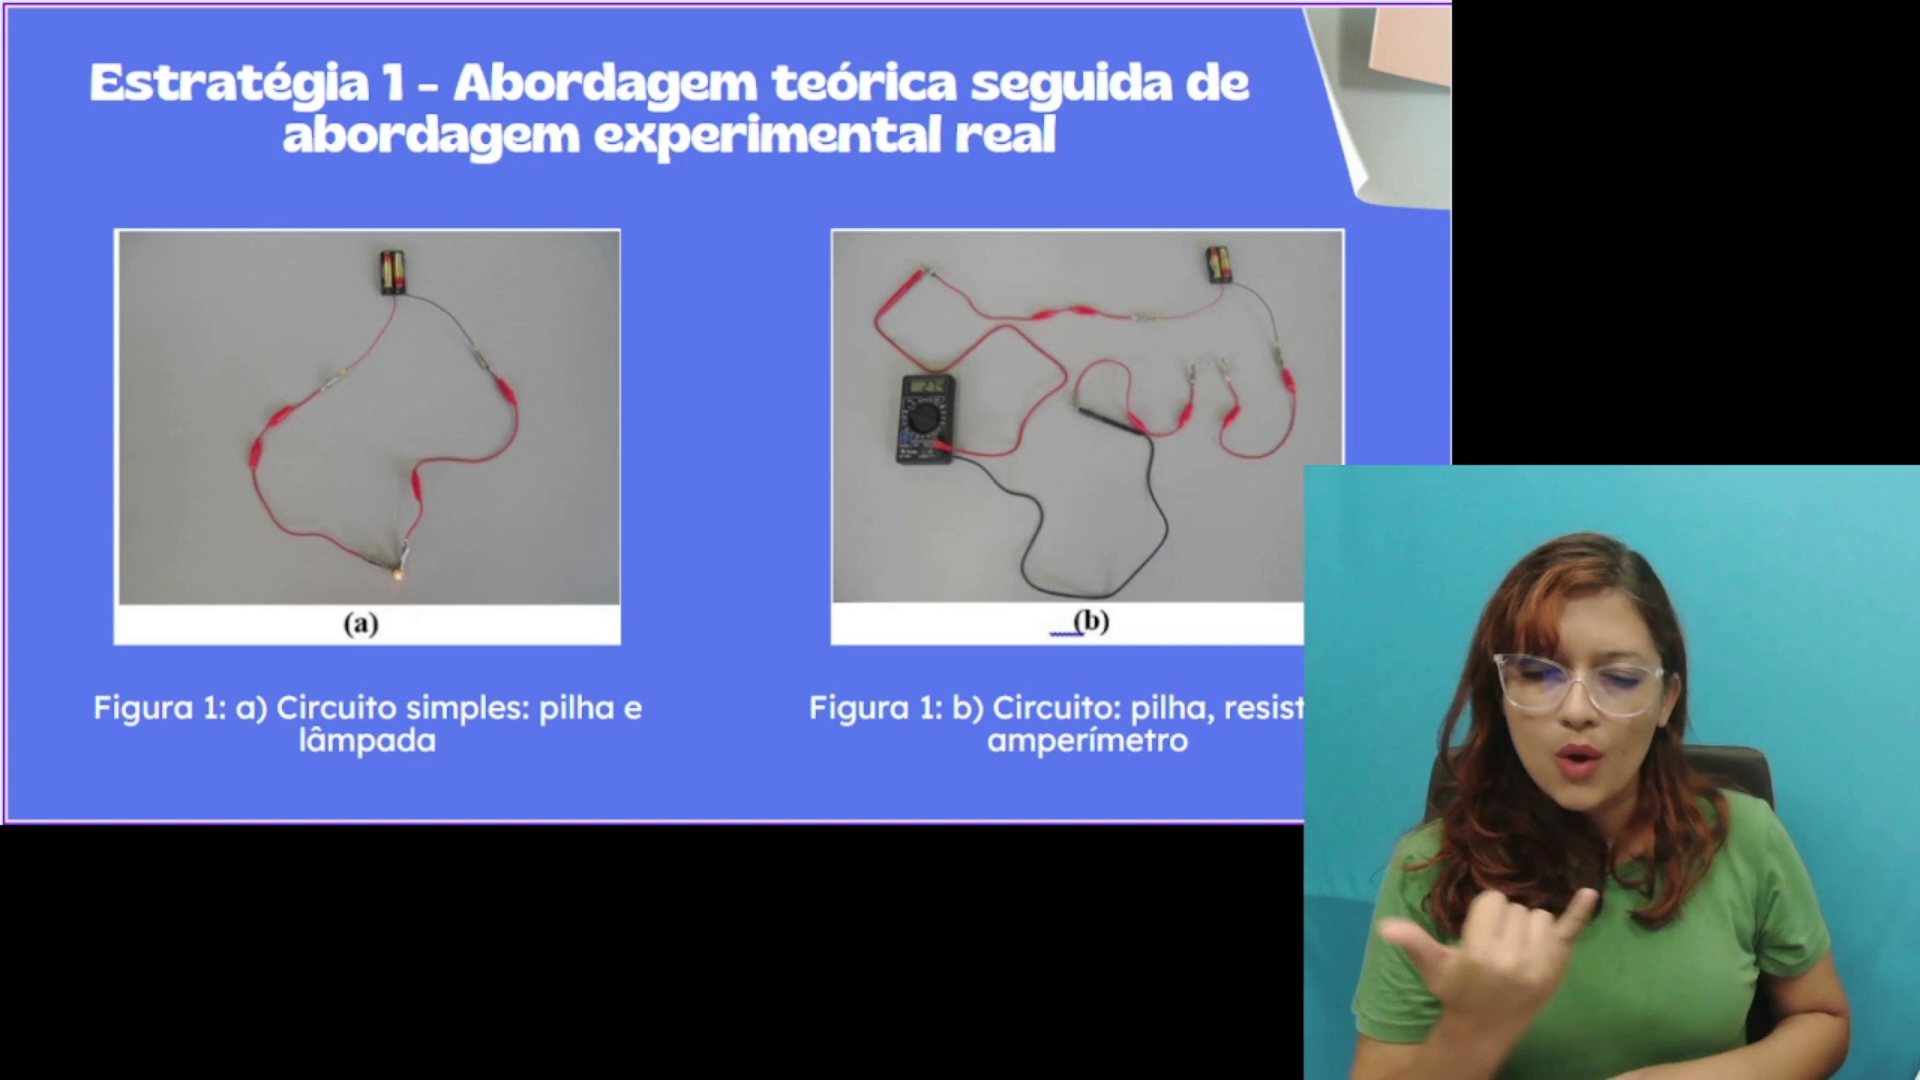 Estratégia 1 - Abordagem teórica seguida de
abordagem experimental real
(a)
(b)
Figura 1: a) Circuito simples: pilha e
lâmpada
Figura 1: b) Circuito: pilha, resist
amperímetro